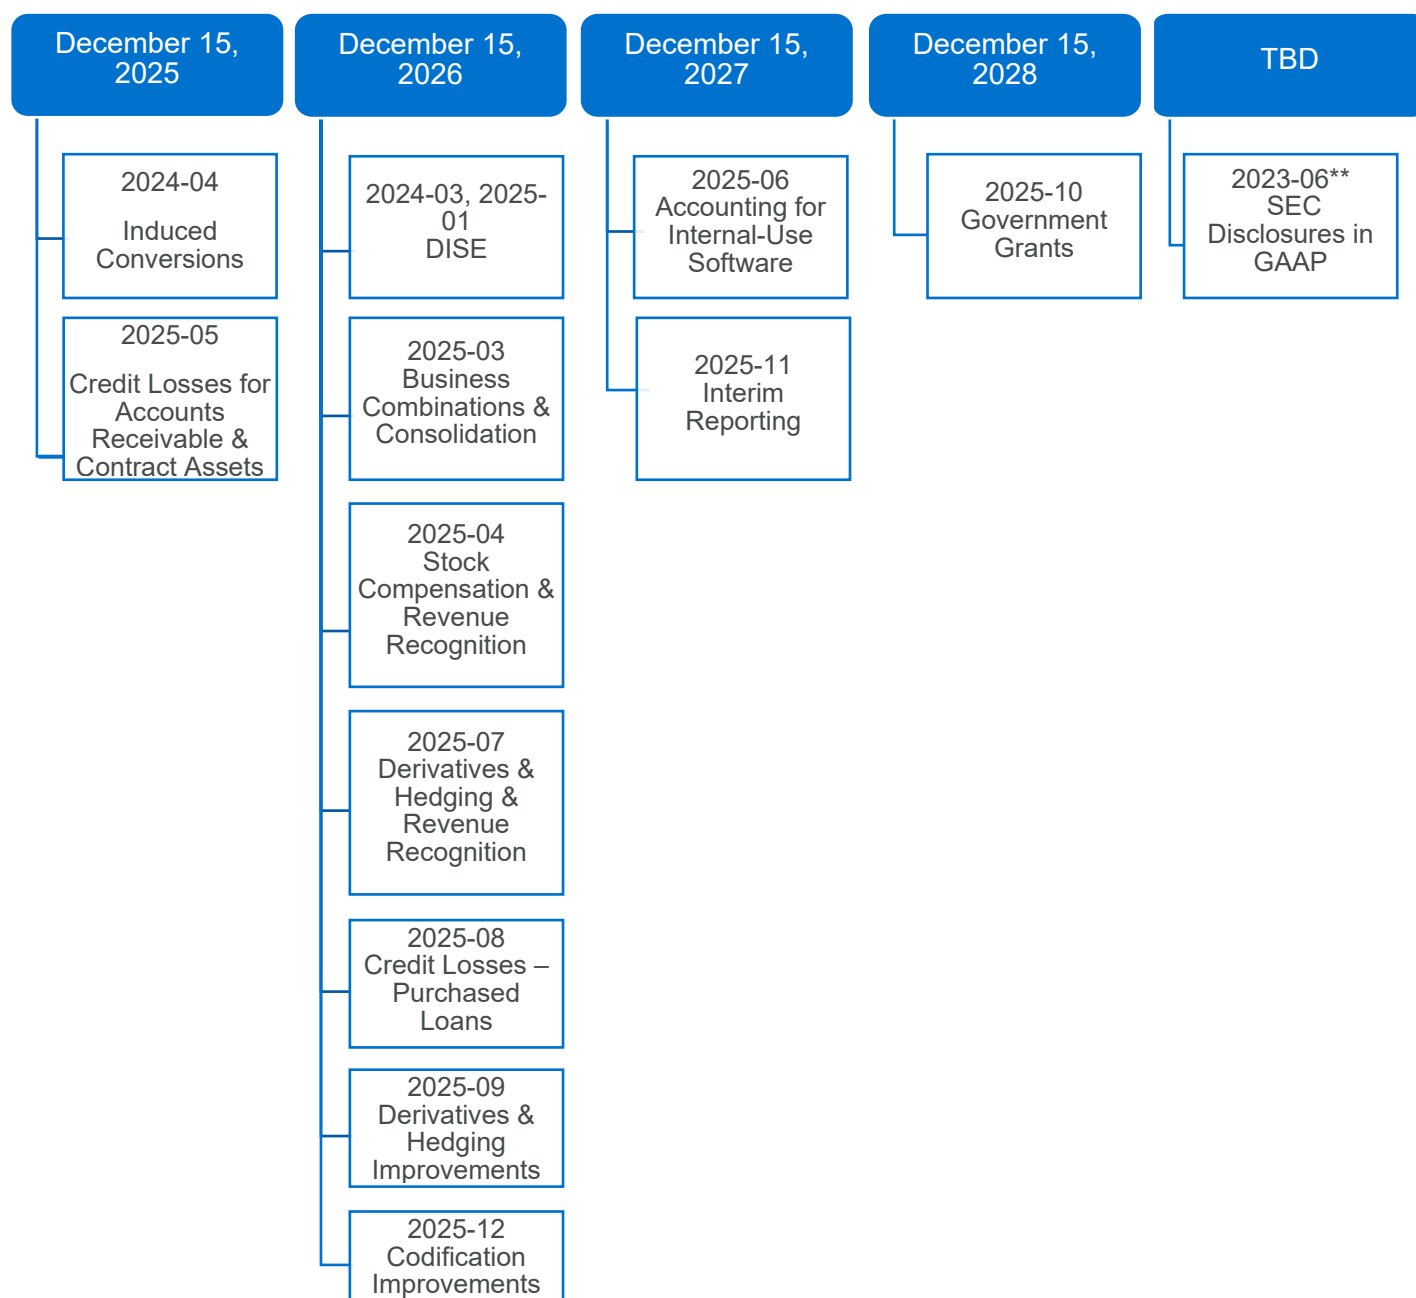 December 15,
2025
2024-04
Induced
Conversions
2025-05
Credit Losses for
Accounts
Receivable &
Contract Assets
December 15,
2026
2024-03, 2025-
01
DISE
2025-03
Business
Combinations &
Consolidation
2025-04
Stock
Compensation &
Revenue
Recognition
2025-07
Derivatives &
Hedging &
Revenue
Recognition
2025-08
Credit Losses –
Purchased
Loans
2025-09
Derivatives &
Hedging
Improvements
2025-12
Codification
Improvements
December 15,
2027
2025-06
Accounting for
Internal-Use
Software
2025-11
Interim
Reporting
December 15,
2028
2025-10
Government
Grants
TBD
2023-06**
SEC
Disclosures in
GAAP